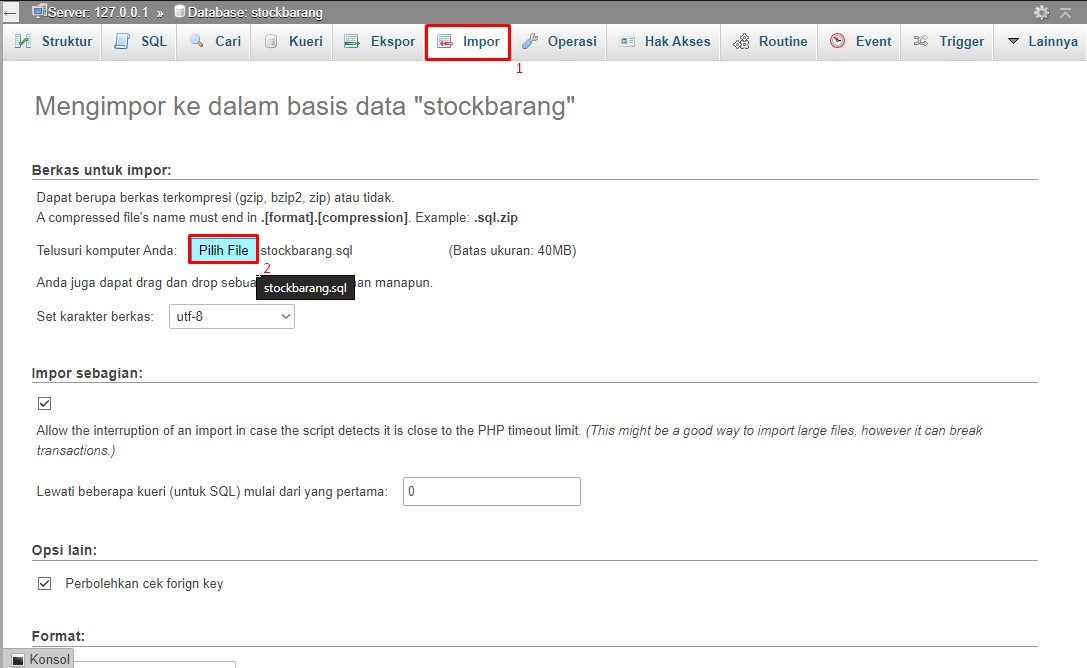 Server: 127.0.0.1 » Database: stockbarang
Struktur SQL Cari Kueri Ekspor Impor Operasi Hak Akses Routine Event Trigger Lainnya
1
Mengimpor ke dalam basis data "stockbarang"
Berkas untuk impor:
Dapat berupa berkas terkompresi (gzip, bzip2, zip) atau tidak.
A compressed file's name must end in .[format].[compression]. Example: .sql.zip
Telusuri komputer Anda: Pilih File stockbarang.sql (Batas ukuran: 40MB)
2
Anda juga dapat drag dan drop sebua an manapun.
stockbarang.sql
Set karakter berkas: utf-8
Impor sebagian:
Allow the interruption of an import in case the script detects it is close to the PHP timeout limit. (This might be a good way to import large files, however it can break
transactions.)
Lewati beberapa kueri (untuk SQL) mulai dari yang pertama: 0
Opsi lain:
Perbolehkan cek forign key
Format:
Konsol